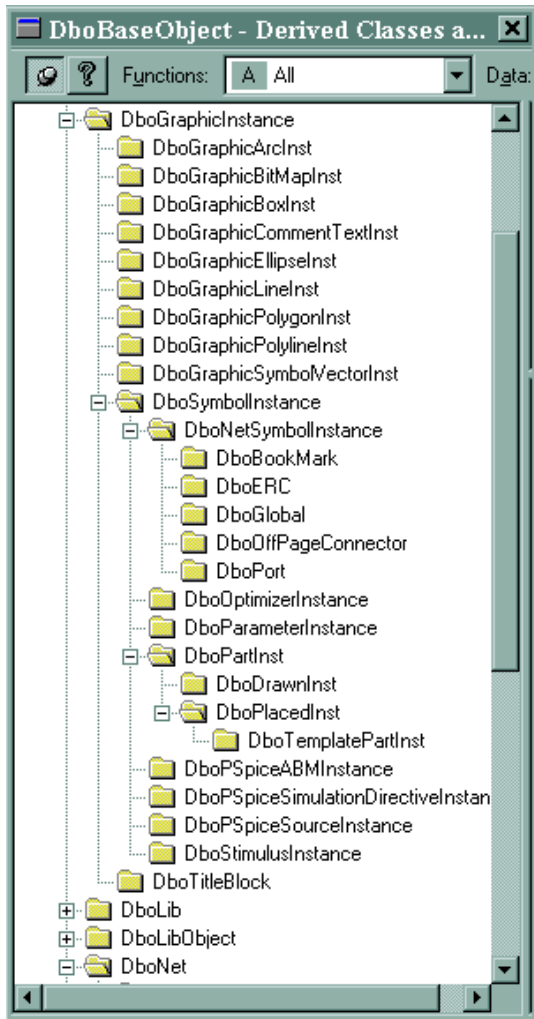 DboBaseObject - Derived Classes a...
Functions: A All Data:
DboGraphicInstance
DboGraphicArcInst
DboGraphicBitMapInst
DboGraphicBoxInst
DboGraphicCommentTextInst
DboGraphicEllipseInst
DboGraphicLineInst
DboGraphicPolygonInst
DboGraphicPolylineInst
DboGraphicSymbolVectorInst
DboSymbolInstance
DboNetSymbolInstance
DboBookMark
DboERC
DboGlobal
DboOffPageConnector
DboPort
DboOptimizerInstance
DboParameterInstance
DboPartInst
DboDrawnInst
DboPlacedInst
DboTemplatePartInst
DboPSpiceABMInstance
DboPSpiceSimulationDirectiveInstan
DboPSpiceSourceInstance
DboStimulusInstance
DboTitleBlock
DboLib
DboLibObject
DboNet